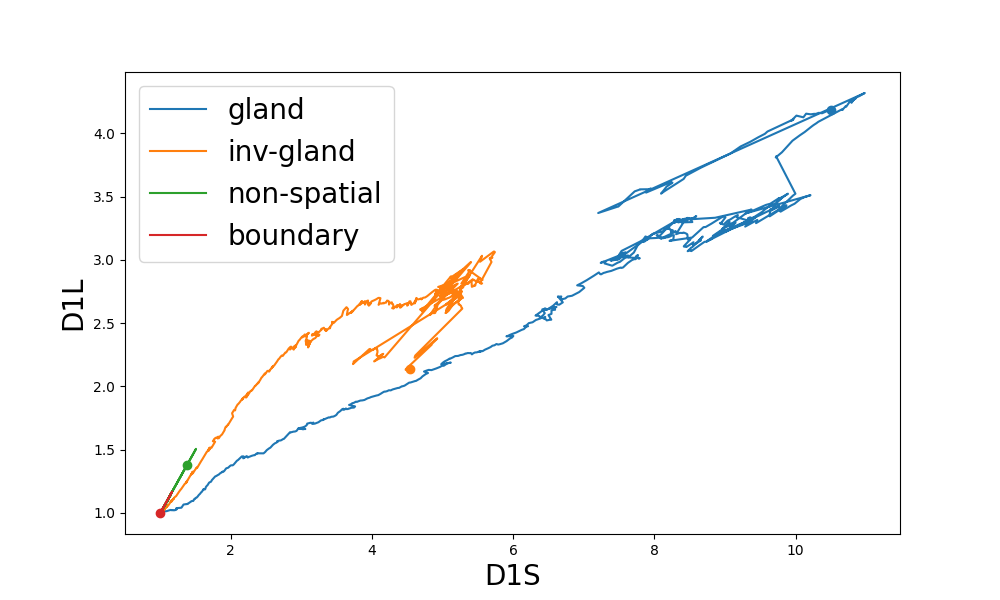 gland
inv-gland
non-spatial
boundary
4.0
3.5
3.0
2.5
2.0
1.5
1.0
D1L
2 4 6 8 10
D1S